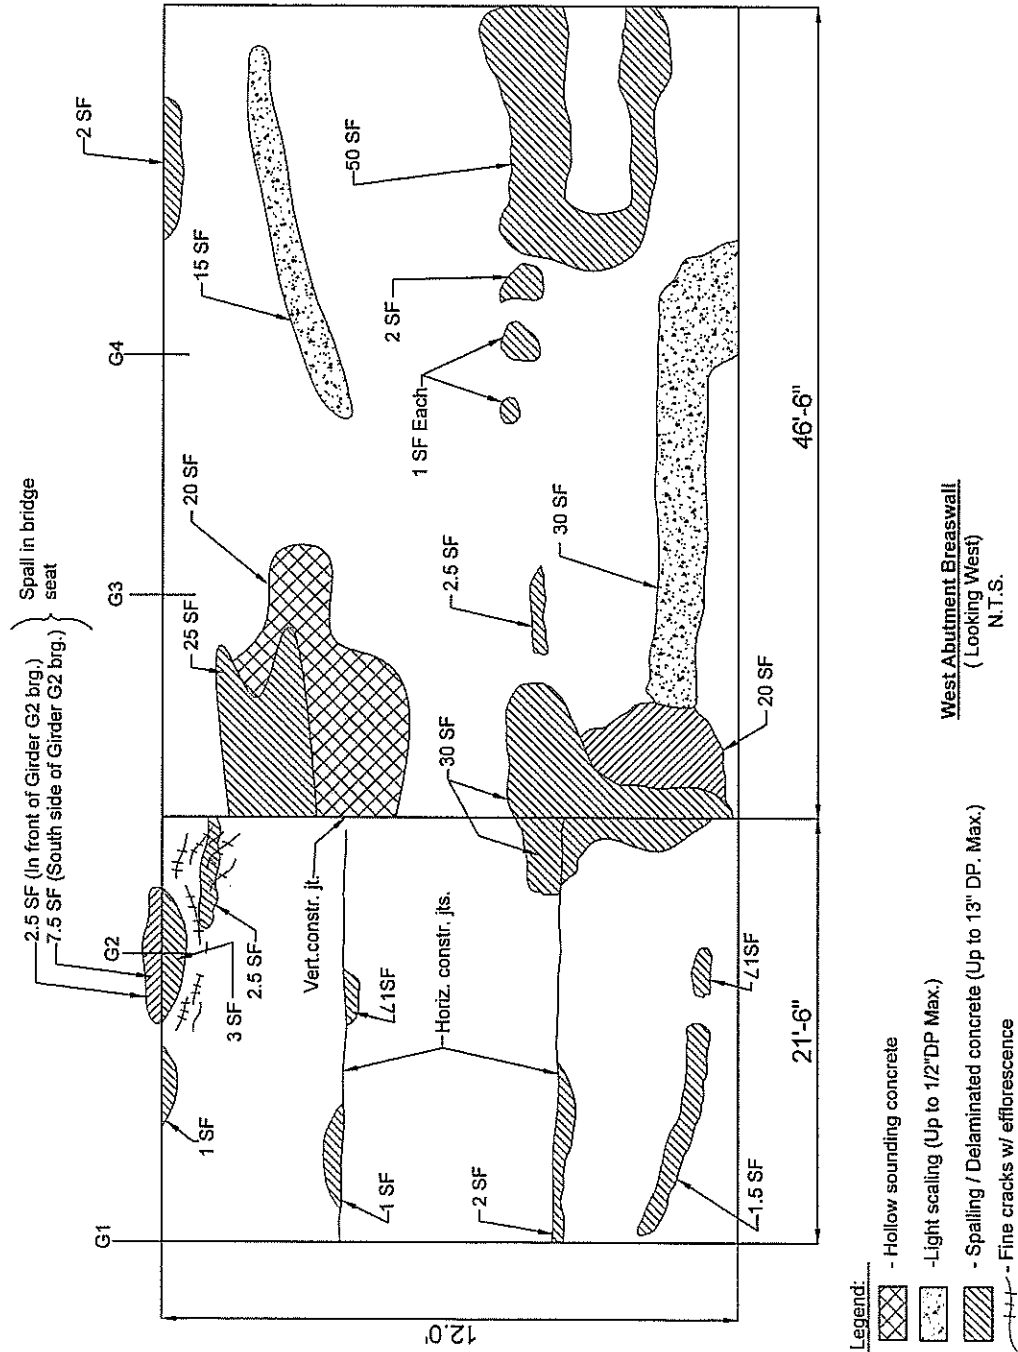 2.5 SF (In front of Girder G2 brg.)
7.5 SF (South side of Girder G2 brg.)
Spall in bridge
seat
G1
G2
G3
G4
1 SF
3 SF
2.5 SF
25 SF
20 SF
15 SF
2 SF
Vert.constr. jt.
∠1SF
1 SF
Horiz. constr. jts.
2 SF
30 SF
2.5 SF
1 SF Each
2 SF
50 SF
1.5 SF
∠1SF
20 SF
30 SF
12.0'
21'-6"
46'-6"
Legend:
- Hollow sounding concrete
-Light scaling (Up to 1/2"DP Max.)
- Spalling / Delaminated concrete (Up to 13" DP. Max.)
- Fine cracks w/ efflorescence
West Abutment Breaswall
( Looking West)
N.T.S.